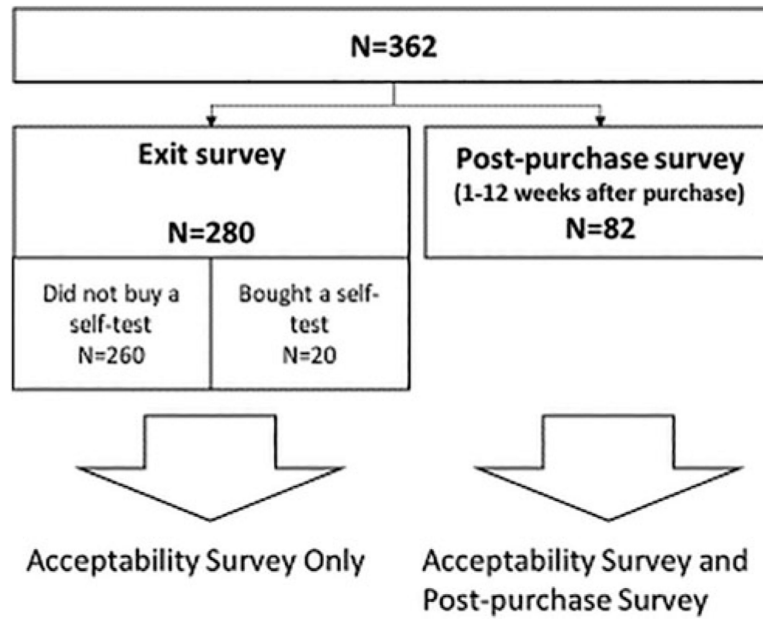 N=362
Exit survey
N=280
Post-purchase survey
(1-12 weeks after purchase)
N=82
Did not buy a
self-test
N=260
Bought a self-
test
N=20
Acceptability Survey Only
Acceptability Survey and
Post-purchase Survey